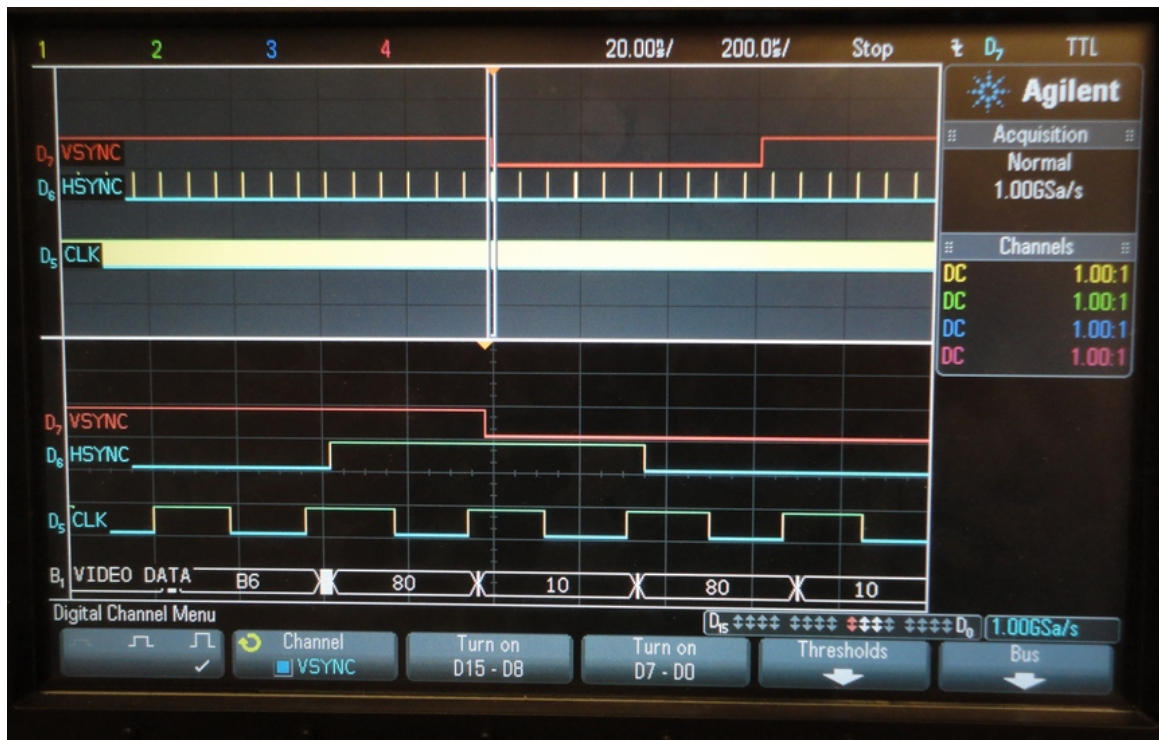 1 2 3 4 20.00ns/ 200.0us/ Stop D7 TTL
Agilent
Acquisition
Normal
1.00GSa/s
Channels
DC 1.00:1
DC 1.00:1
DC 1.00:1
DC 1.00:1
D7 VSYNC
D6 HSYNC
D5 CLK
D7 VSYNC
D6 HSYNC
D5 CLK
B1 VIDEO DATA B6 80 10 80 10
Digital Channel Menu D15 D0 1.00GSa/s
Channel
VSYNC
Turn on
D15 - D8
Turn on
D7 - D0
Thresholds
Bus